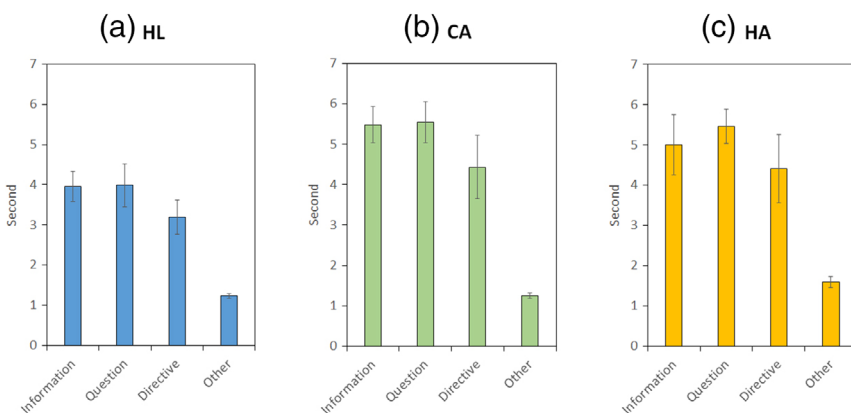 (a) HL
7
6
5
4
3
2
1
0
Second
Information
Question
Directive
Other
(b) CA
7
6
5
4
3
2
1
0
Second
Information
Question
Directive
Other
(c) HA
7
6
5
4
3
2
1
0
Second
Information
Question
Directive
Other